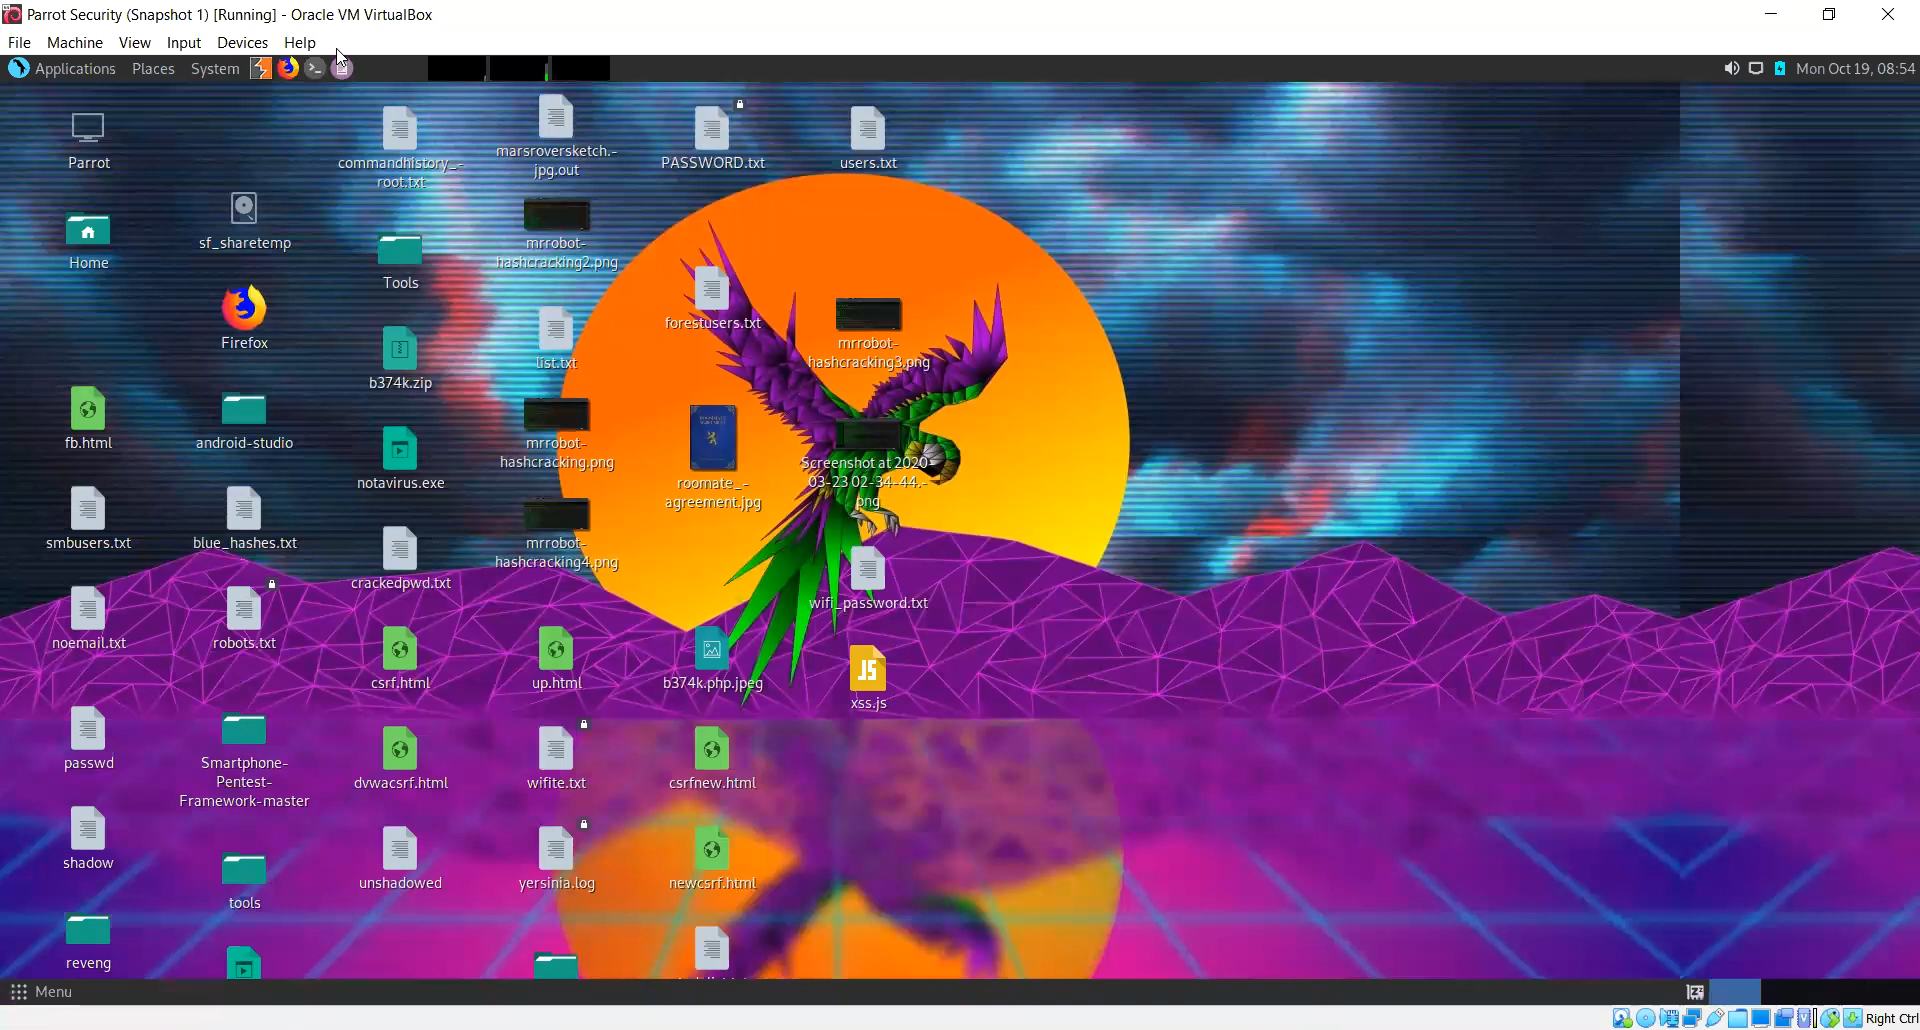 Parrot Security (Snapshot 1) [Running] - Oracle VM VirtualBox
File Machine View Input Devices Help
Applications Places System
Mon Oct 19, 08:54
Parrot
Home
fb.html
smbusers.txt
noemail.txt
passwd
shadow
reveng
sf_sharetemp
Firefox
android-studio
blue_hashes.txt
robots.txt
Smartphone-
Pentest-
Framework-master
tools
commandhistory_-
root.txt
Tools
b374k.zip
notavirus.exe
crackedpwd.txt
csrf.html
dvwacsrf.html
unshadowed
marsroversketch.-
jpg.out
mrrobot-
hashcracking2.png
list.txt
mrrobot-
hashcracking.png
mrrobot-
hashcracking4.png
up.html
wifite.txt
yersinia.log
PASSWORD.txt
forestusers.txt
roomate_-
agreement.jpg
b374k.php.jpeg
csrfnew.html
newcsrf.html
users.txt
mrrobot-
hashcracking3.png
Screenshot at 2020-
03-23 02-34-44.-
png
wifi_password.txt
JS
xss.js
Menu
Right Ctrl